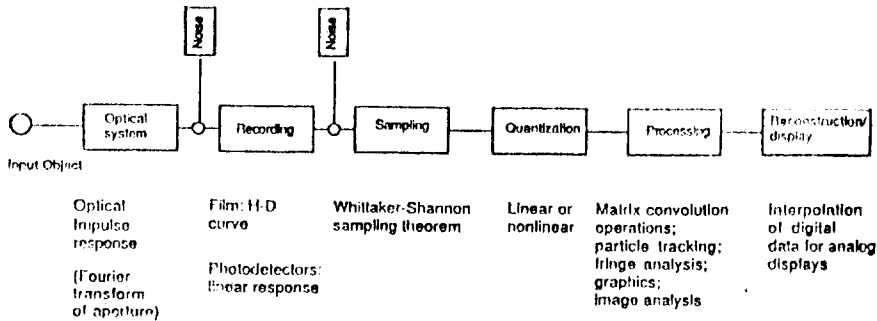 Noise
Noise
Optical
system
Recording
Sampling
Quantization
Processing
Reconstruction/
display
Input Object
Optical
Impulse
response
(Fourier
transform
of aperture)
Film: H-D
curve
Photodetectors:
linear response
Whittaker-Shannon
sampling theorem
Linear or
nonlinear
Matrix convolution
operations;
particle tracking;
fringe analysis;
graphics;
image analysis
Interpolation
of digital
data for analog
displays